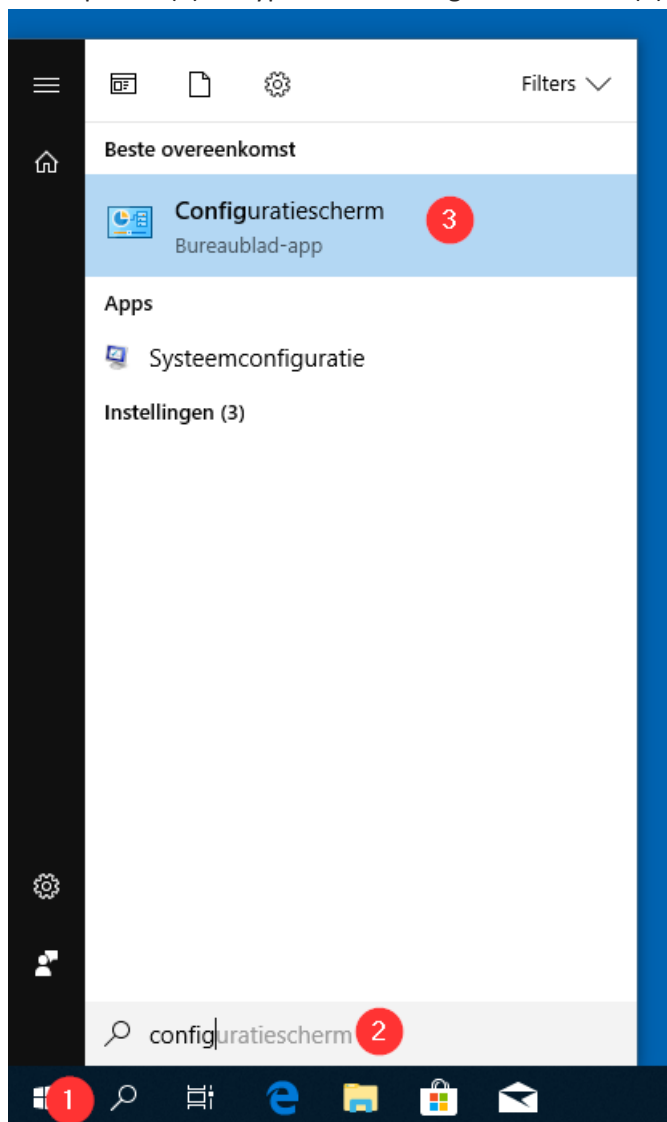 Filters
Beste overeenkomst
Configuratiescherm
3
Bureaublad-app
Apps
Systeemconfiguratie
Instellingen (3)
configuratiescherm 2
1